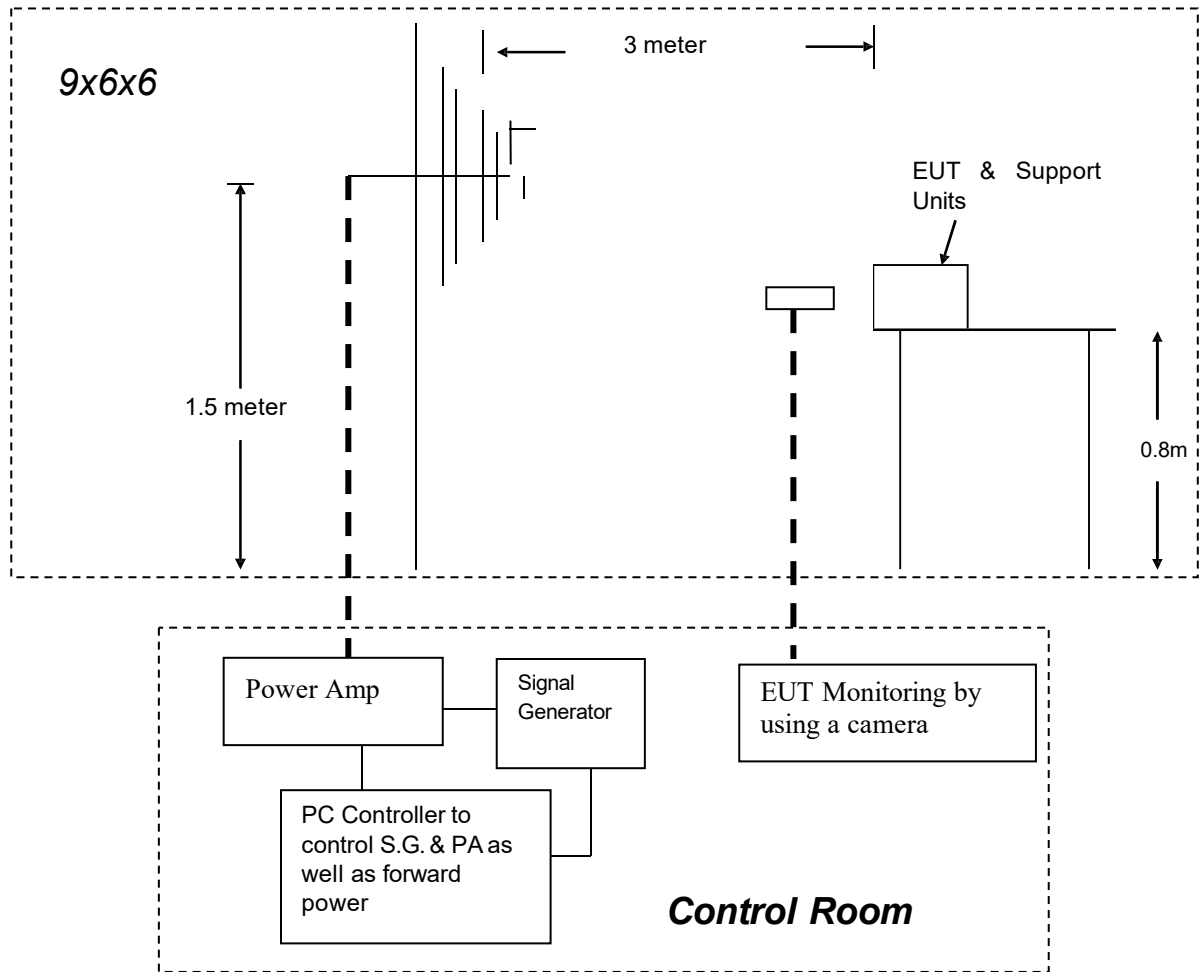 3 meter
9x6x6
EUT & Support
Units
1.5 meter
0.8m
Power Amp
Signal
Generator
EUT Monitoring by
using a camera
PC Controller to
control S.G. & PA as
well as forward
power
Control Room